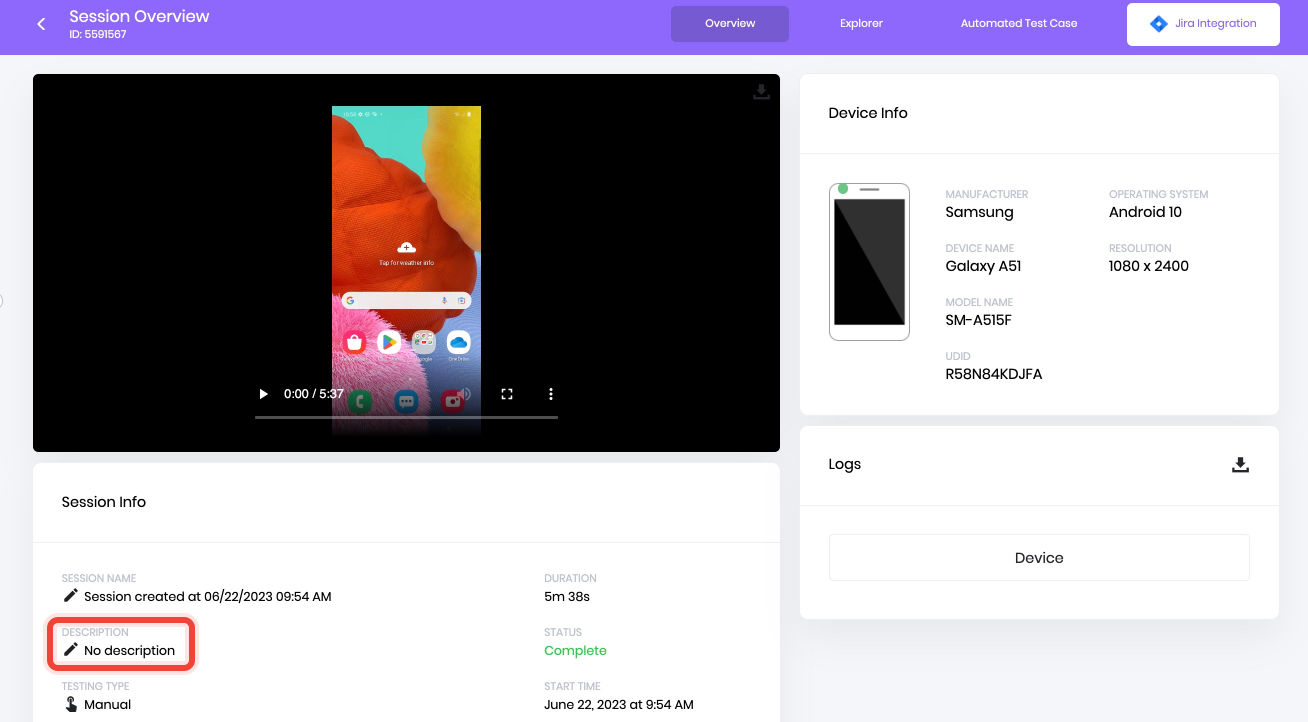 Session Overview
ID: 5591567
Overview
Explorer
Automated Test Case
Jira Integration
10:54
Tap for weather info
OneDrive
0:00 / 5:37
Device Info
MANUFACTURER
Samsung
OPERATING SYSTEM
Android 10
DEVICE NAME
Galaxy A51
RESOLUTION
1080 x 2400
MODEL NAME
SM-A515F
UDID
R58N84KDJFA
Logs
Device
Session Info
SESSION NAME
Session created at 06/22/2023 09:54 AM
DURATION
5m 38s
DESCRIPTION
No description
STATUS
Complete
TESTING TYPE
Manual
START TIME
June 22, 2023 at 9:54 AM